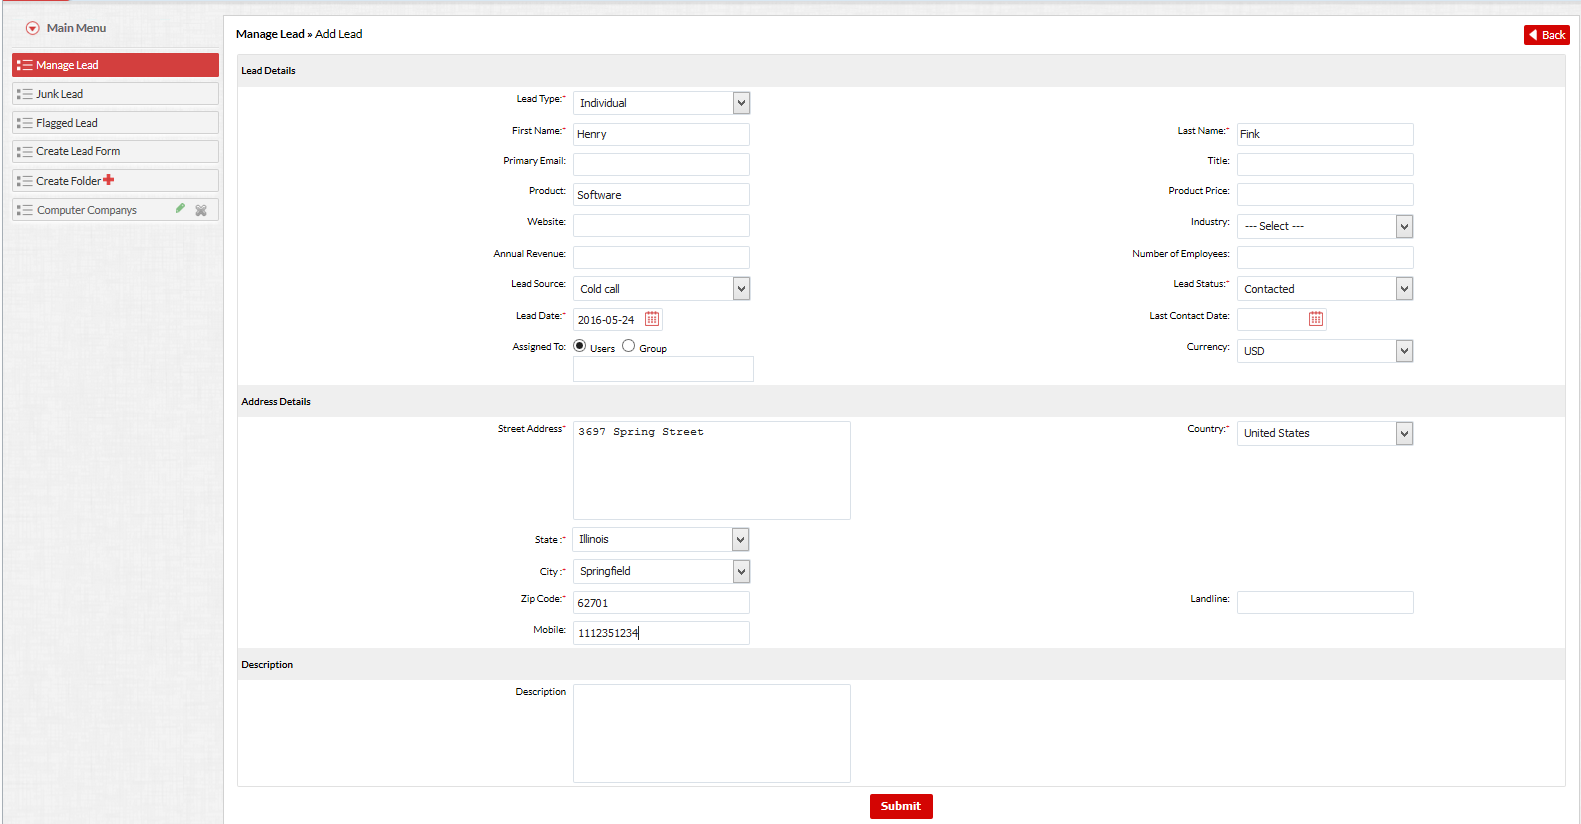 Main Menu
Manage Lead
Junk Lead
Flagged Lead
Create Lead Form
Create Folder
Computer Companys
Manage Lead » Add Lead
Back
Lead Details
Lead Type:* Individual
First Name:* Henry
Last Name:* Fink
Primary Email:
Title:
Product: Software
Product Price:
Website:
Industry: --- Select ---
Annual Revenue:
Number of Employees:
Lead Source: Cold call
Lead Status:* Contacted
Lead Date:* 2016-05-24
Last Contact Date:
Assigned To: Users Group
Currency: USD
Address Details
Street Address* 3697 Spring Street
Country:* United States
State :* Illinois
City :* Springfield
Zip Code:* 62701
Landline:
Mobile: 1112351234
Description
Description
Submit